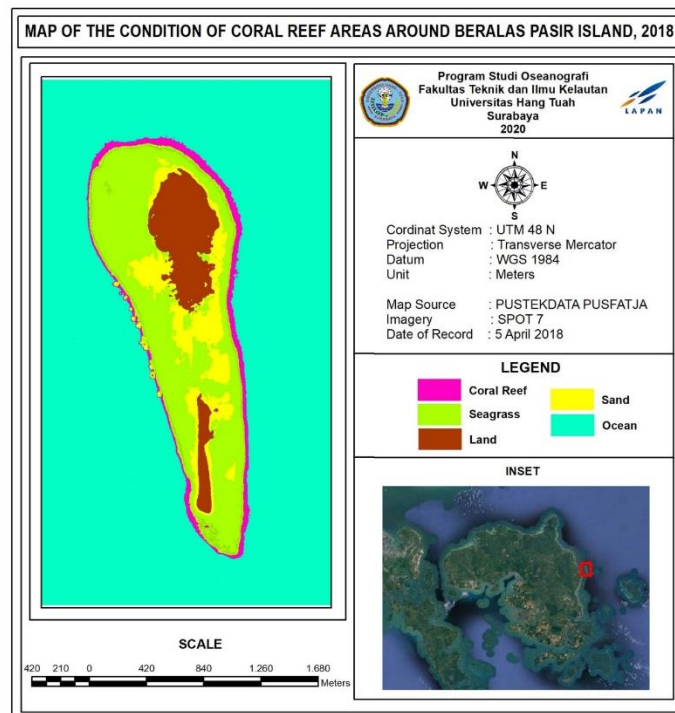 MAP OF THE CONDITION OF CORAL REEF AREAS AROUND BERALAS PASIR ISLAND, 2018
Program Studi Oseanografi
Fakultas Teknik dan Ilmu Kelautan
Universitas Hang Tuah
Surabaya
2020
LAPAN
N
W E
S
Cordinat System : UTM 48 N
Projection : Transverse Mercator
Datum : WGS 1984
Unit : Meters
Map Source : PUSTEKDATA PUSFATJA
Imagery : SPOT 7
Date of Record : 5 April 2018
LEGEND
Coral Reef
Seagrass
Land
Sand
Ocean
INSET
SCALE
420 210 0 420 840 1.260 1.680
Meters